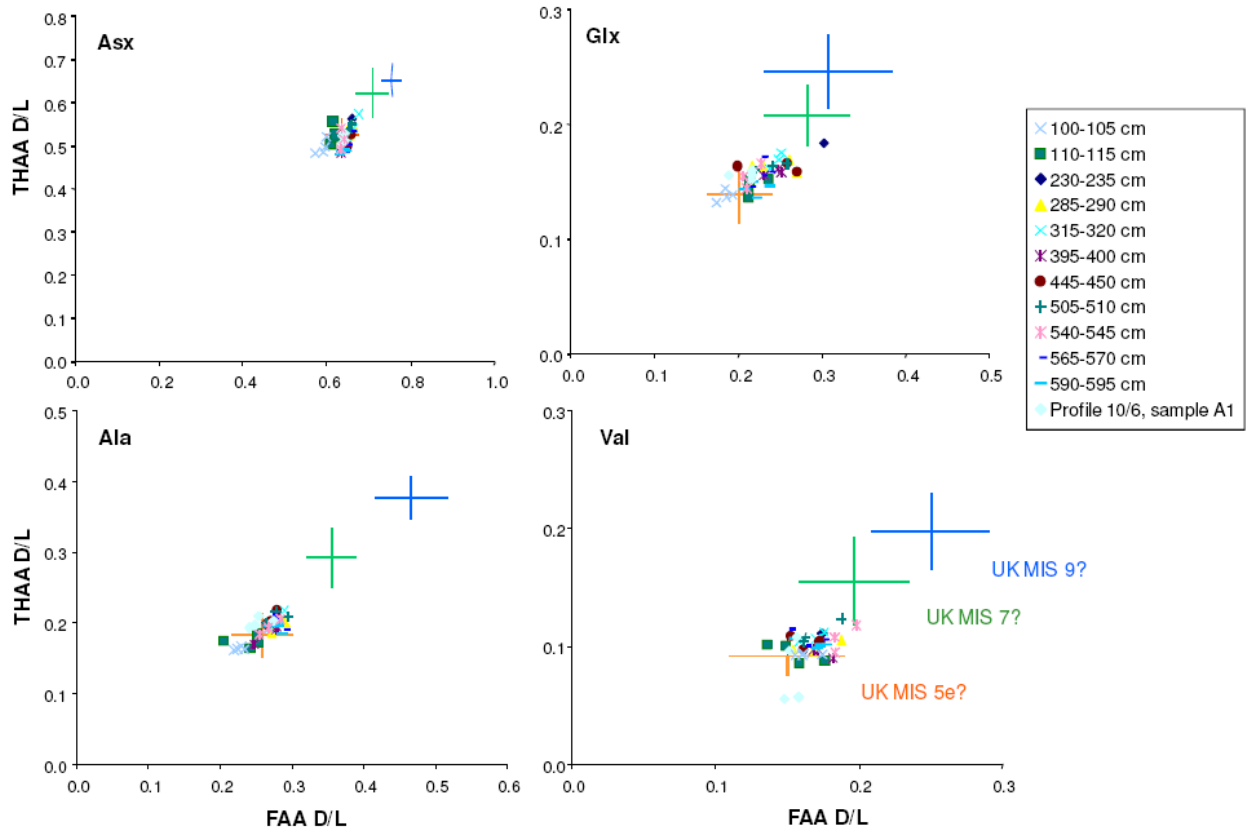 Asx
THAA D/L
0.8
0.7
0.6
0.5
0.4
0.3
0.2
0.1
0.0
0.0
0.2
0.4
0.6
0.8
1.0
Glx
0.3
0.2
0.1
0.0
0.0
0.1
0.2
0.3
0.4
0.5
100-105 cm
110-115 cm
230-235 cm
285-290 cm
315-320 cm
395-400 cm
445-450 cm
505-510 cm
540-545 cm
565-570 cm
590-595 cm
Profile 10/6, sample A1
Ala
THAA D/L
0.5
0.4
0.3
0.2
0.1
0.0
0.0
0.1
0.2
0.3
0.4
0.5
0.6
FAA D/L
Val
0.3
0.2
0.1
0.0
0.0
0.1
0.2
0.3
UK MIS 9?
UK MIS 7?
UK MIS 5e?
FAA D/L